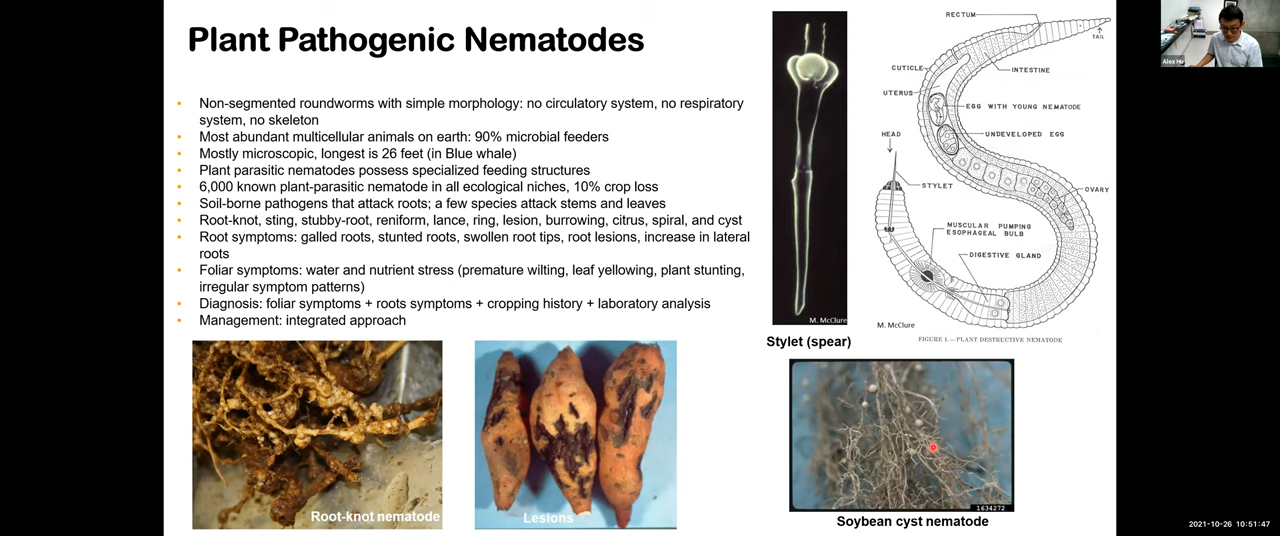 Plant Pathogenic Nematodes
• Non-segmented roundworms with simple morphology: no circulatory system, no respiratory
system, no skeleton
• Most abundant multicellular animals on earth: 90% microbial feeders
• Mostly microscopic, longest is 26 feet (in Blue whale)
• Plant parasitic nematodes possess specialized feeding structures
• 6,000 known plant-parasitic nematode in all ecological niches, 10% crop loss
• Soil-borne pathogens that attack roots; a few species attack stems and leaves
• Root-knot, sting, stubby-root, reniform, lance, ring, lesion, burrowing, citrus, spiral, and cyst
• Root symptoms: galled roots, stunted roots, swollen root tips, root lesions, increase in lateral
roots
• Foliar symptoms: water and nutrient stress (premature wilting, leaf yellowing, plant stunting,
irregular symptom patterns)
• Diagnosis: foliar symptoms + roots symptoms + cropping history + laboratory analysis
• Management: integrated approach
Root-knot nematode
Lesions
M. McClure
Stylet (spear)
RECTUM
TAIL
CUTICLE
INTESTINE
UTERUS
EGG WITH YOUNG NEMATODE
HEAD
UNDEVELOPED EGG
STYLET
OVARY
MUSCULAR PUMPING
ESOPHAGEAL BULB
DIGESTIVE GLAND
M. McClure
FIGURE 1.—PLANT DESTRUCTIVE NEMATODE
1634272
Soybean cyst nematode
Alex Hu
2021-10-26 10:51:47